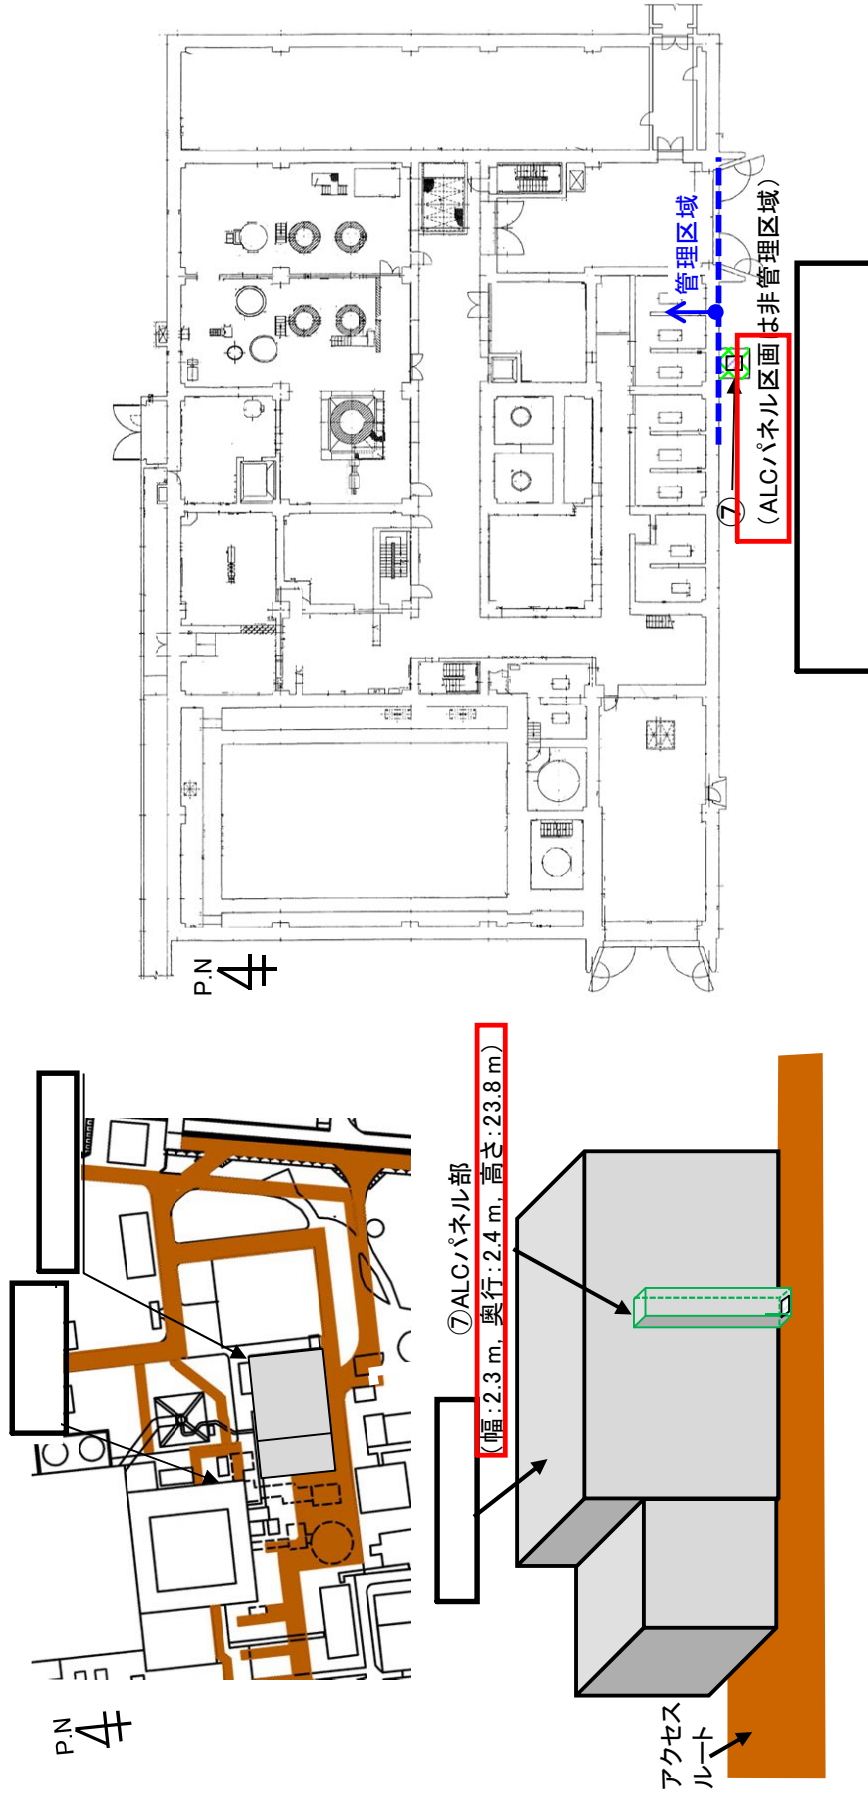 P.N
管理区域
⑦
(ALCパネル区画は非管理区域)
P.N
⑦ALCパネル部
(幅:2.3 m, 奥行:2.4 m, 高さ:23.8 m)
アクセス
ルート